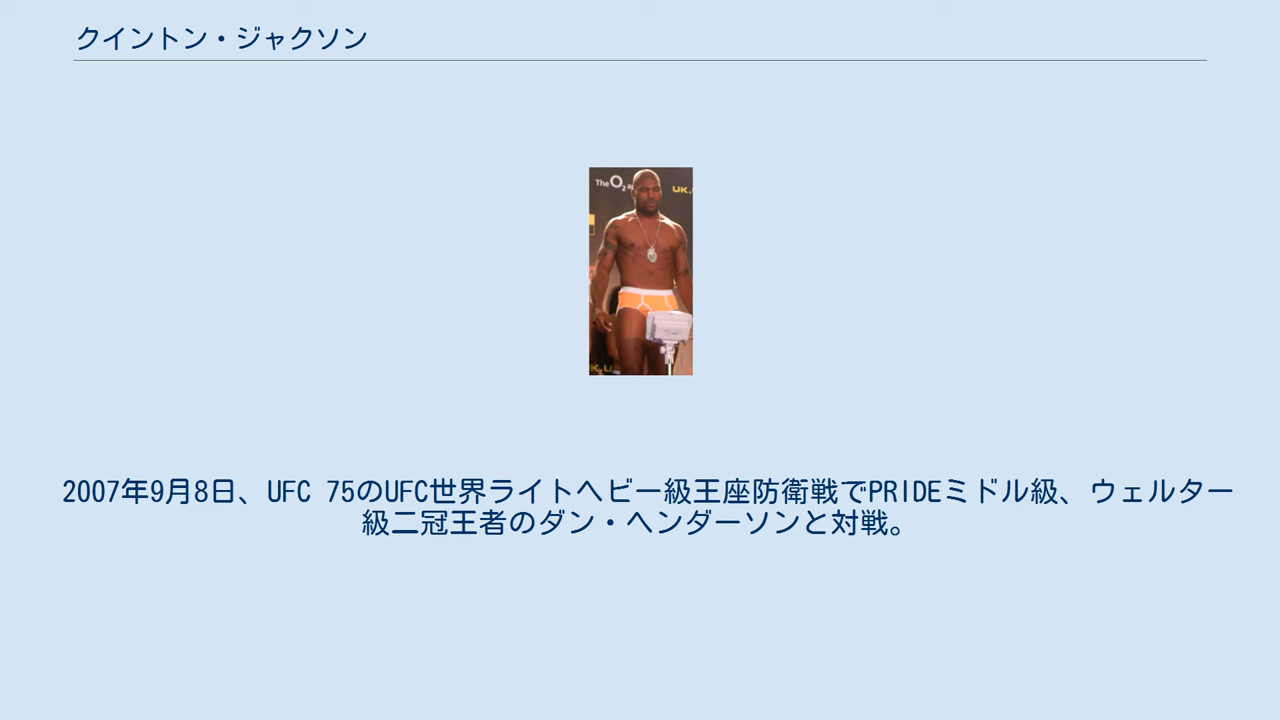 クイントン・ジャクソン
The O2 a
UK.
K.U
2007年9月8日、UFC 75のUFC世界ライトヘビー級王座防衛戦でPRIDEミドル級、ウェルター
級二冠王者のダン・ヘンダーソンと対戦。